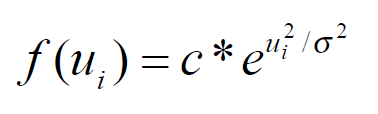 f(u_i) = c * e^{u_i^2 / σ^2}